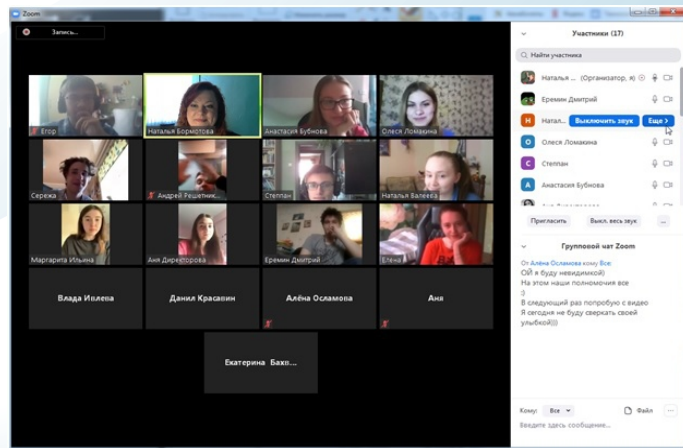 Zoom
Запись...
Участники (17)
Найти участника
Наталья ... (Организатор, я)
Еремин Дмитрий
Н Натал... Выключить звук Еще >
О Олеся Ломакина
С Степпан
А Анастасия Бубнова
Аня Директорова
Пригласить Выкл. весь звук ...
Групповой чат Zoom
От Алёна Осламова кому Все:
ОЙ я буду невидимкой)
На этом наши полномочия все
:)
В следующий раз попробую с видео
Я сегодня не буду сверкать своей
улыбкой)))
Кому: Все Файл ...
Введите здесь сообщение...
Егор
Наталья Бормотова
Анастасия Бубнова
Олеся Ломакина
Сережа
Андрей Решетник...
Степпан
Наталья Валеева
Маргарита Ильина
Аня Директорова
Еремин Дмитрий
Елена
Влада Ивлева
Данил Красавин
Алёна Осламова
Аня
Екатерина Бахо...